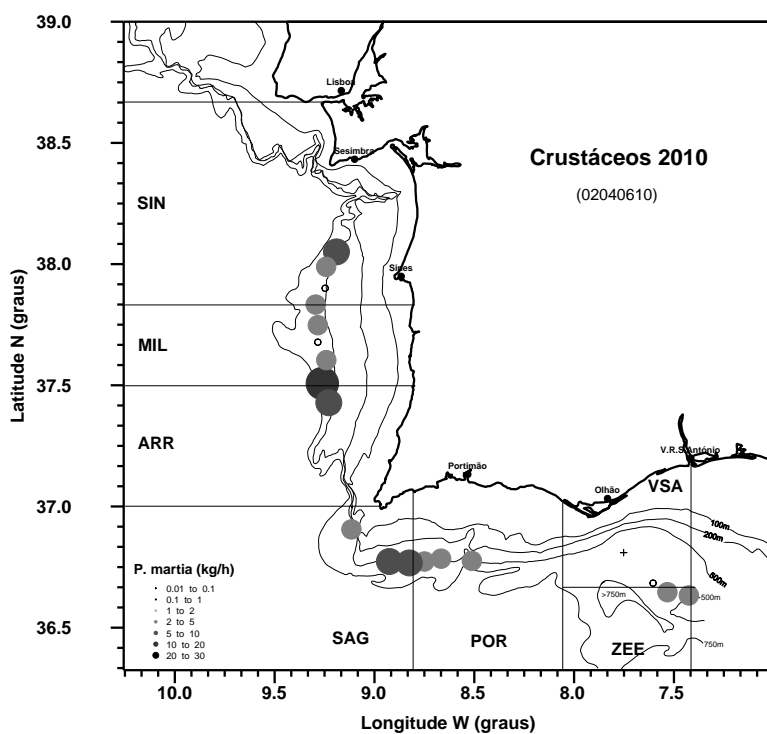 39.0
38.5
38.0
37.5
37.0
36.5
Latitude N (graus)
Lisboa
Sesimbra
Crustáceos 2010
(02040610)
SIN
Sines
MIL
ARR
Portimão
V.R.S.António
Olhão
VSA
100m
200m
500m
P. martia (kg/h)
0.01 to 0.1
0.1 to 1
1 to 2
2 to 5
5 to 10
10 to 20
20 to 30
>750m
500m
750m
SAG
POR
ZEE
10.0 9.5 9.0 8.5 8.0 7.5
Longitude W (graus)